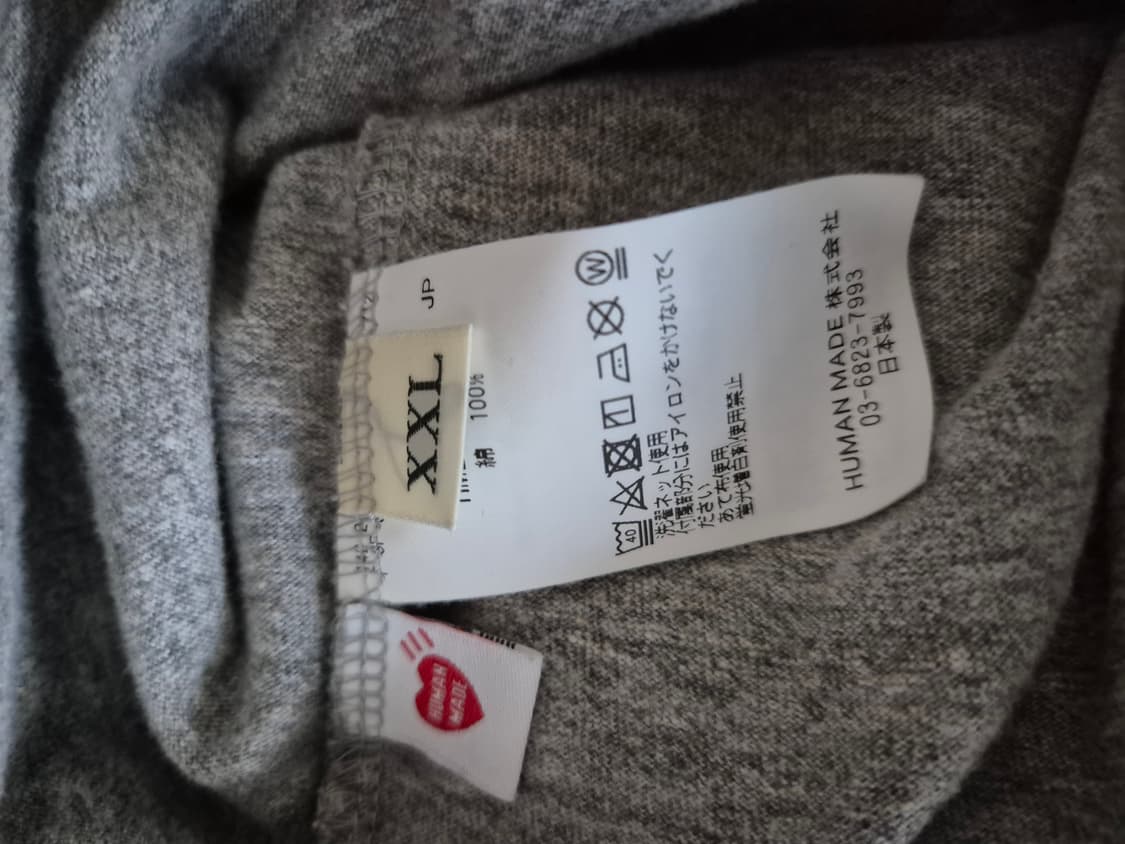 JP
XXL
綿 100%
40
W
洗濯ネット使用
付属部分にはアイロンをかけないでく
ださい
あて布使用
蛍光増白剤使用禁止
HUMAN MADE 株式会社
03-6823-7993
日本製
HUMAN
MADE